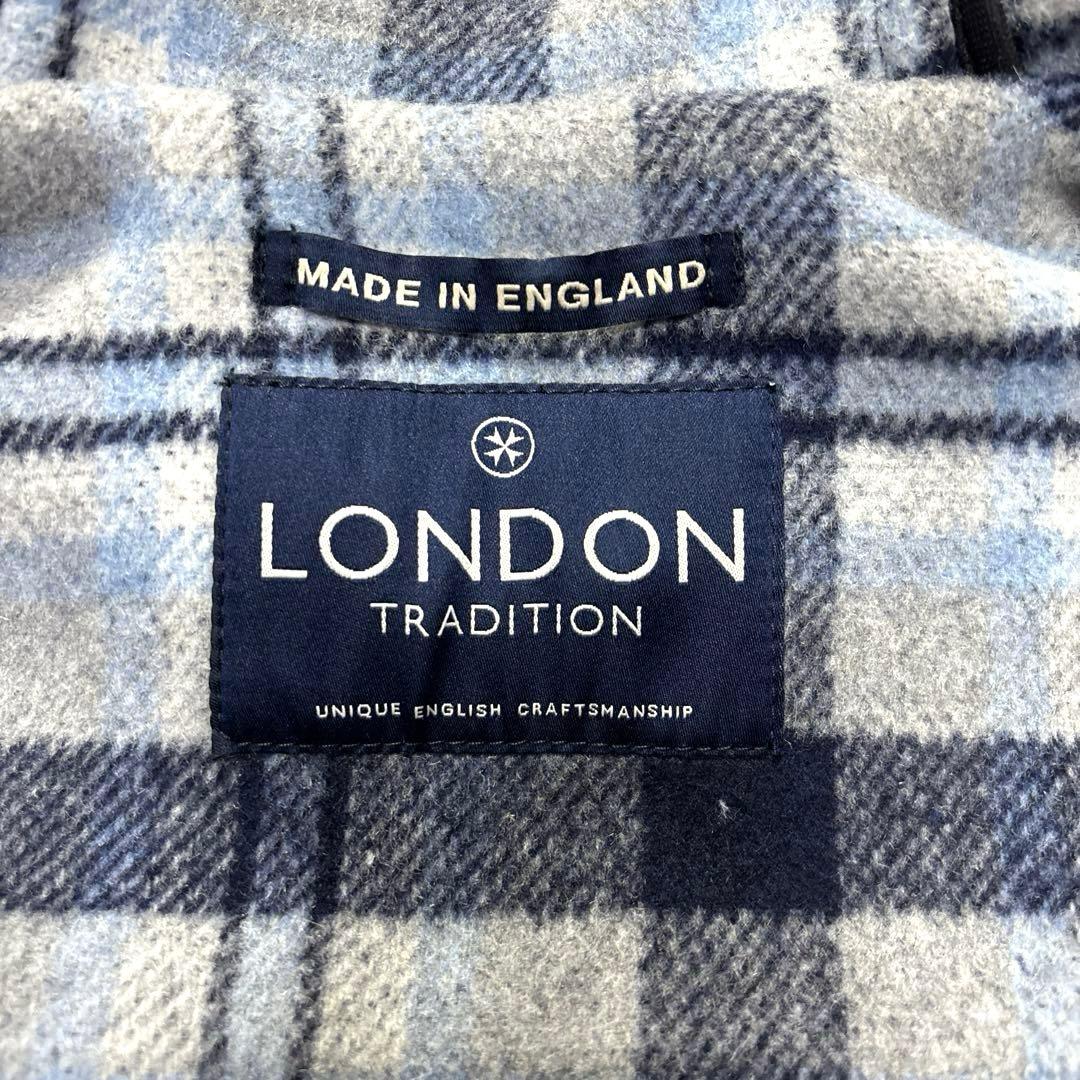 MADE IN ENGLAND
LONDON
TRADITION
UNIQUE ENGLISH CRAFTSMANSHIP